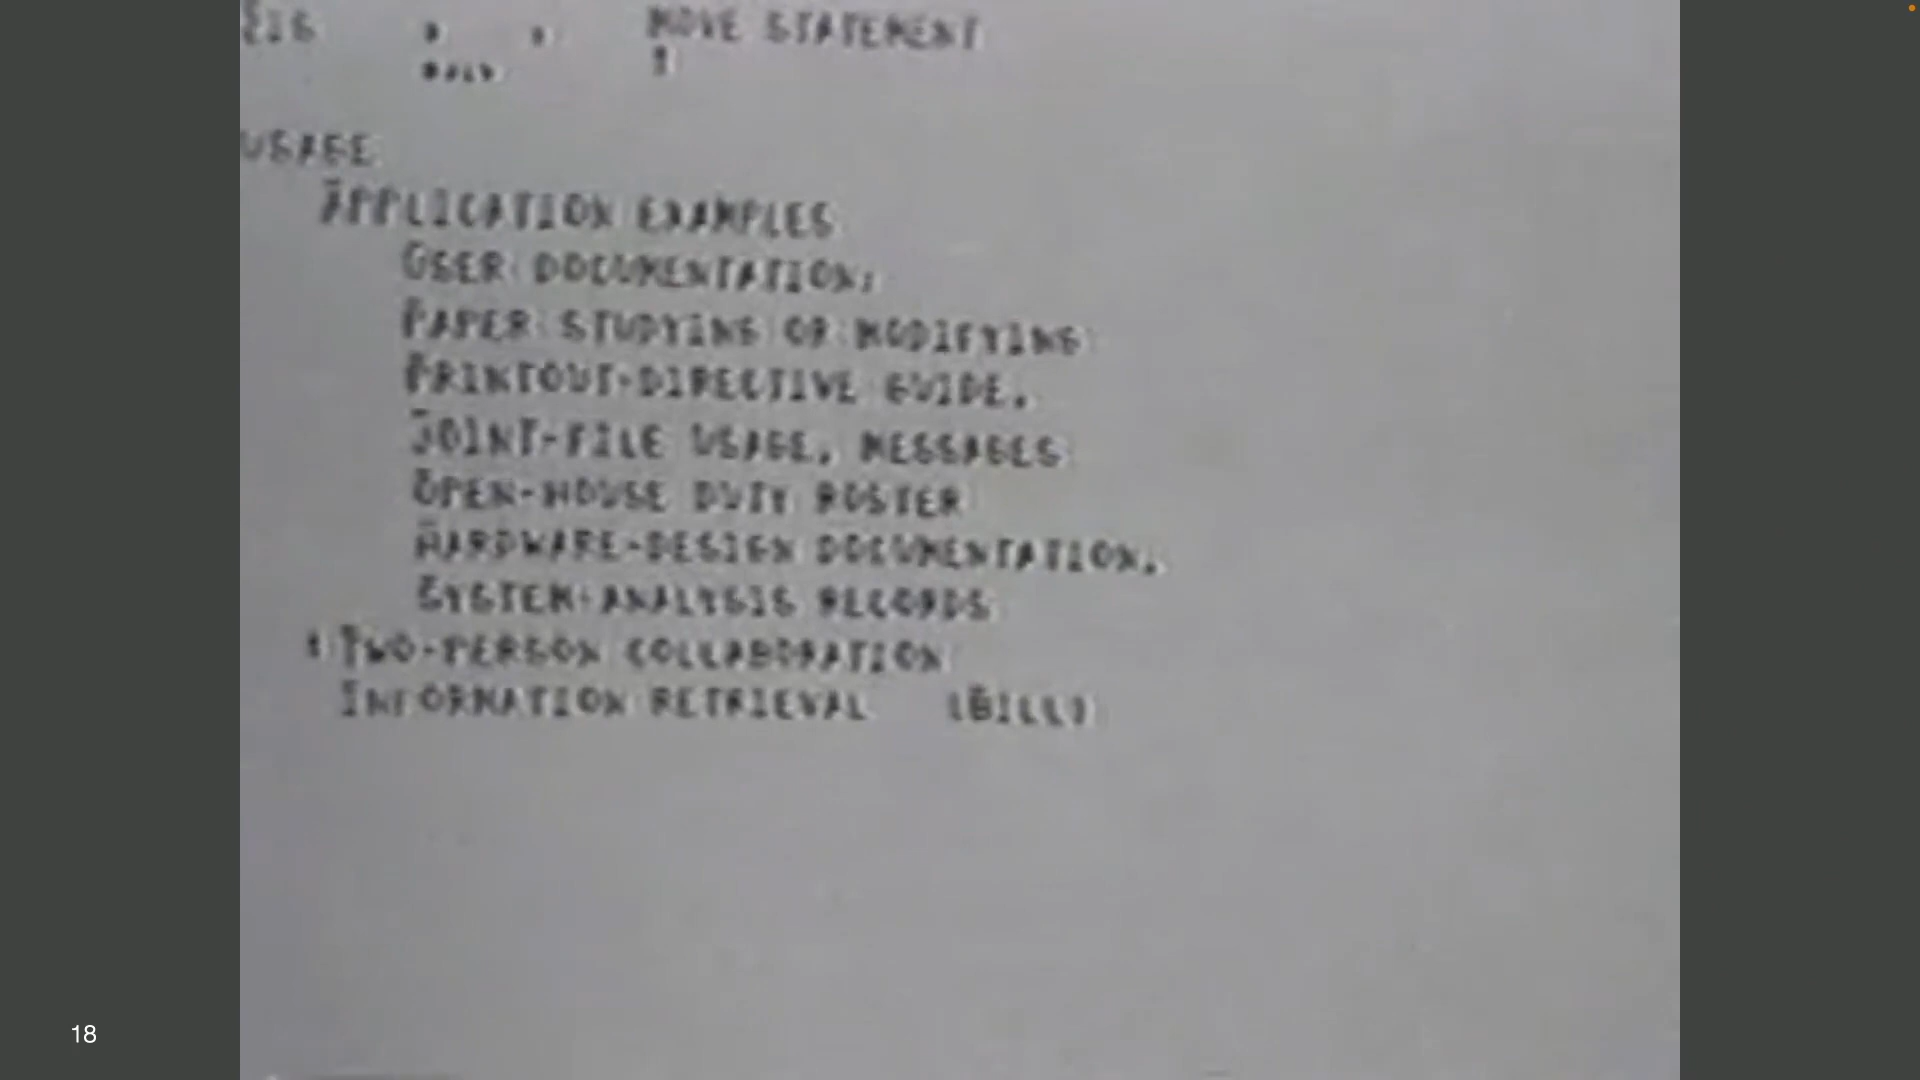 MOVE STATEMENT
USAGE
APPLICATION EXAMPLES
USER DOCUMENTATION,
PAPER STUDYING OR MODIFYING
PRINTOUT-DIRECTIVE GUIDE,
JOINT-FILE USAGE, MESSAGES
OPEN-HOUSE DUTY ROSTER
HARDWARE-DESIGN DOCUMENTATION,
SYSTEM-ANALYSIS RECORDS
TWO-PERSON COLLABORATION
INFORMATION RETRIEVAL (BILL)
18